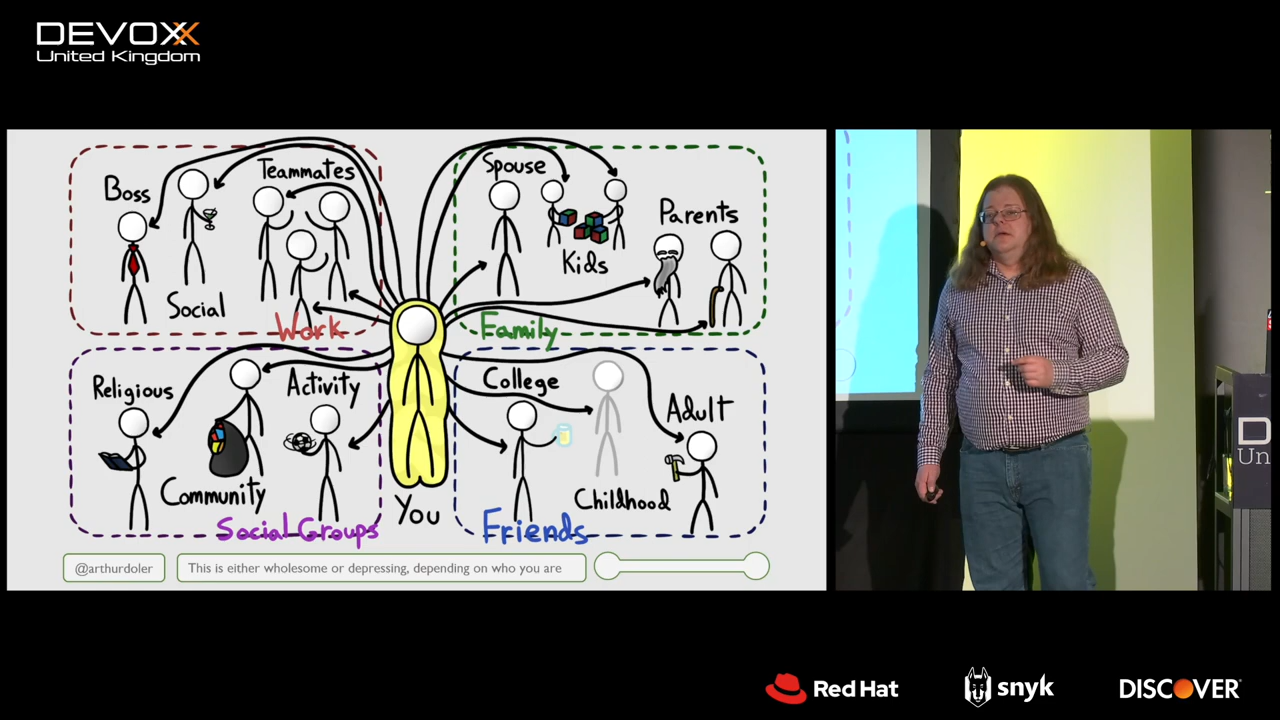 DEVOXX
United Kingdom
Boss
Teammates
Social
Work
Spouse
Kids
Parents
Family
Religious
Activity
Community
Social Groups
You
College
Adult
Childhood
Friends
@arthurdoler
This is either wholesome or depressing, depending on who you are
D
Un
Red Hat
snyk
DISCOVER